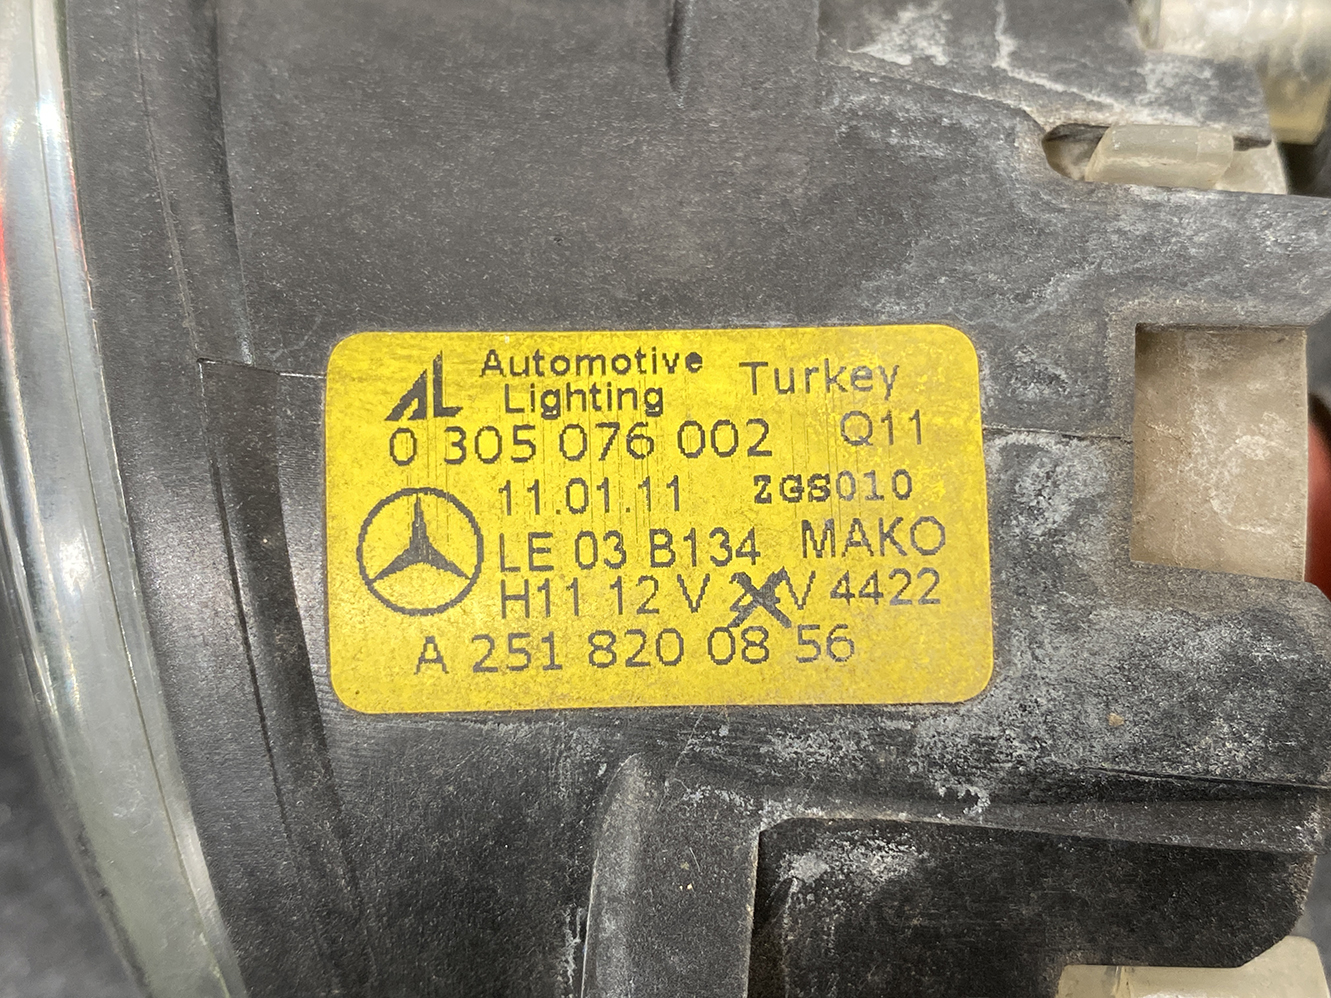 AL Automotive Lighting Turkey
0 305 076 002 Q11
11.01.11 ZGS010
LE 03 B134 MAKO
H11 12 V V 4422
A 251 820 08 56